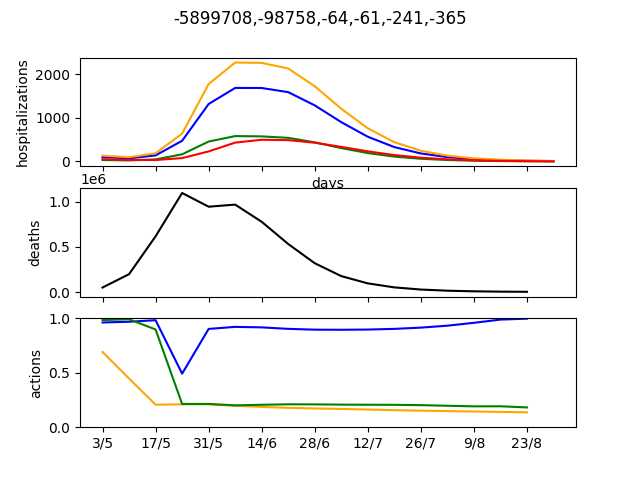 -5899708,-98758,-64,-61,-241,-365
hospitalizations
2000
1000
0
days
1e6
deaths
1.0
0.5
0.0
actions
1.0
0.5
0.0
3/5 17/5 31/5 14/6 28/6 12/7 26/7 9/8 23/8